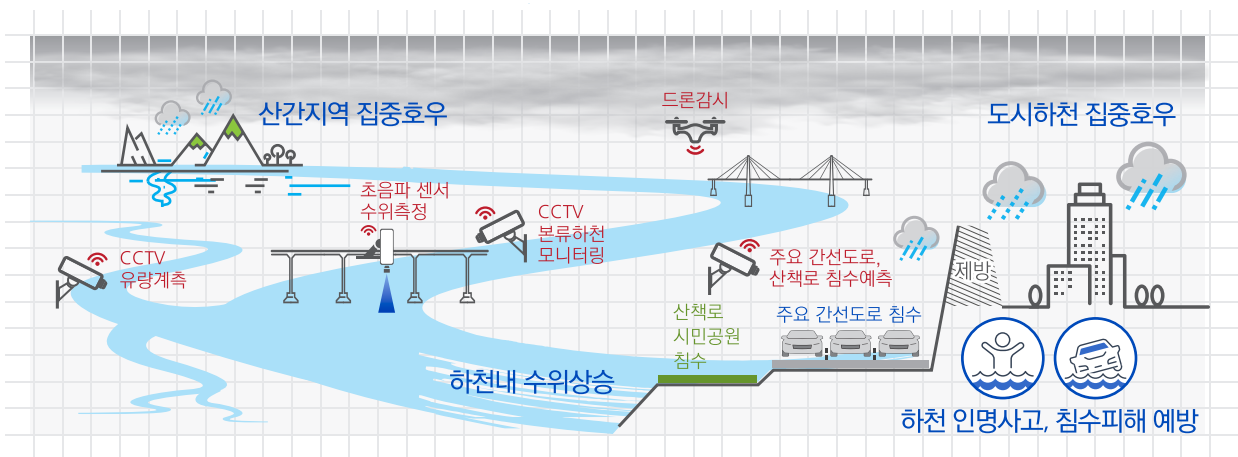 산간지역 집중호우
드론감시
도시하천 집중호우
초음파 센서
수위측정
CCTV
본류하천
모니터링
CCTV
유량계측
주요 간선도로,
산책로 침수예측
제방
산책로
시민공원
침수
주요 간선도로 침수
하천내 수위상승
하천 인명사고, 침수피해 예방